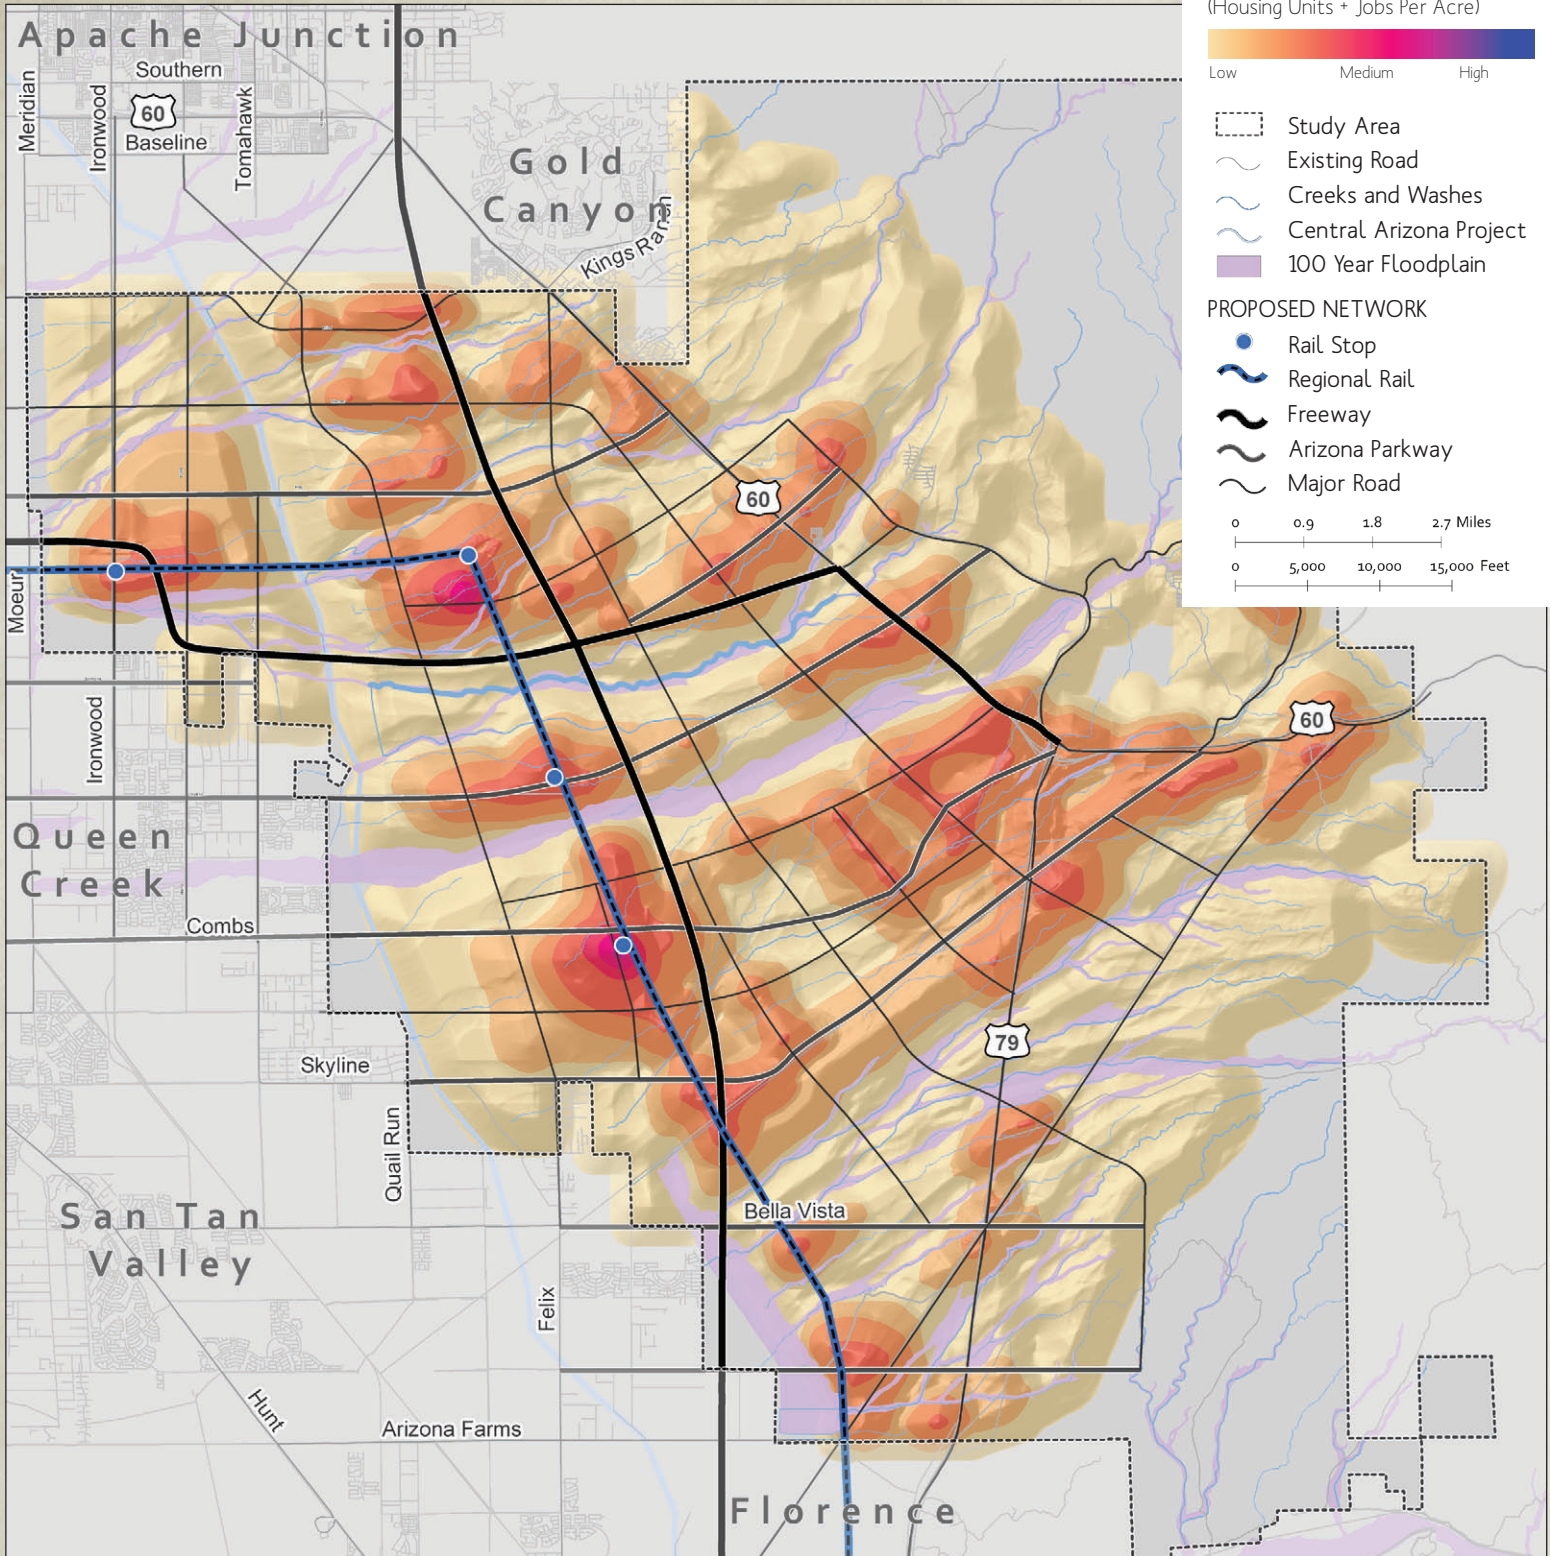 Apache Junction
Southern
Meridian
Ironwood
60
Tomahawk
Baseline
Gold
Canyon
Kings Ranch
60
Moeur
Ironwood
60
Queen
Creek
Combs
79
Skyline
Quail Run
San Tan
Valley
Bella Vista
Felix
Hunt
Arizona Farms
Florence
(Housing Units + Jobs Per Acre)
Low Medium High
Study Area
Existing Road
Creeks and Washes
Central Arizona Project
100 Year Floodplain
PROPOSED NETWORK
Rail Stop
Regional Rail
Freeway
Arizona Parkway
Major Road
0 0.9 1.8 2.7 Miles
0 5,000 10,000 15,000 Feet